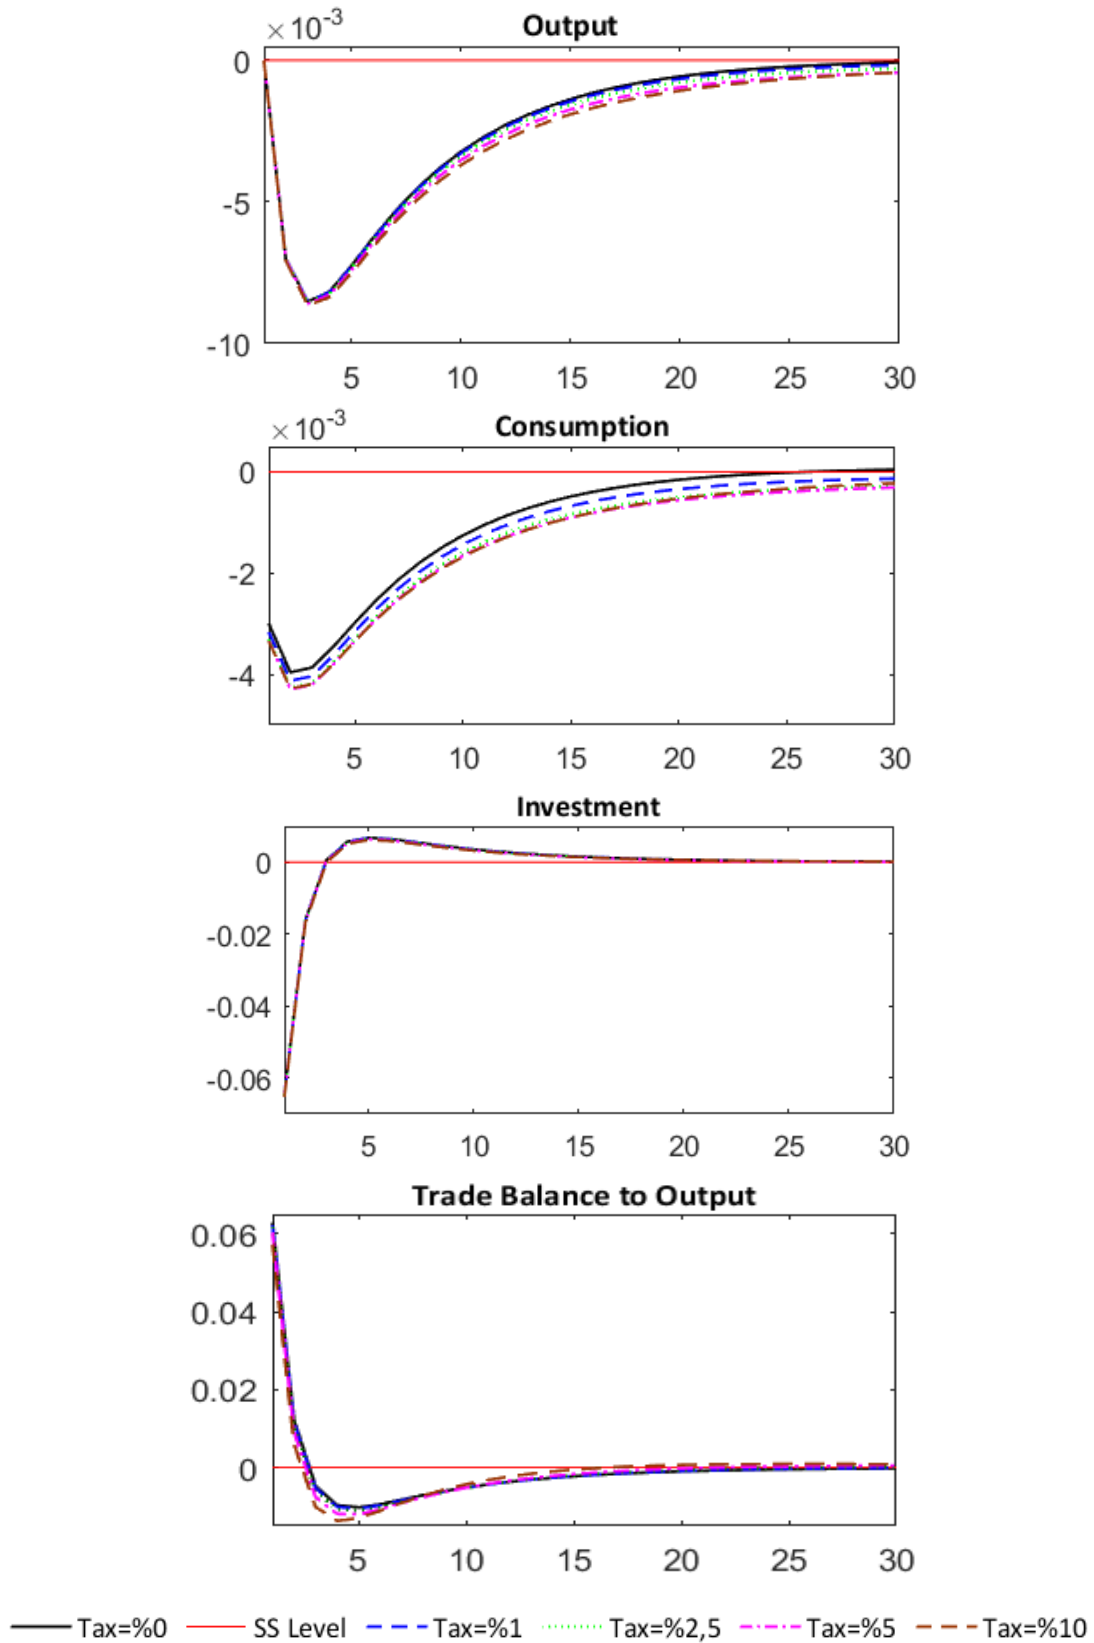 ×10-3
Output
0
-5
-10
5 10 15 20 25 30
×10-3
Consumption
0
-2
-4
5 10 15 20 25 30
Investment
0
-0.02
-0.04
-0.06
5 10 15 20 25 30
Trade Balance to Output
0.06
0.04
0.02
0
5 10 15 20 25 30
Tax=%0 SS Level Tax=%1 Tax=%2,5 Tax=%5 Tax=%10